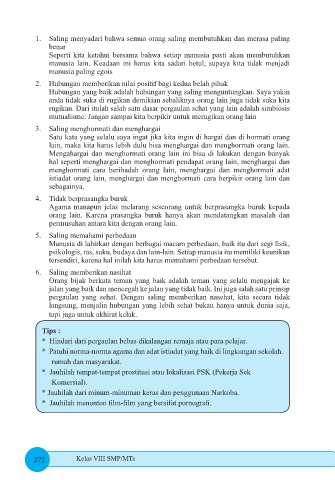 1. Saling menyadari bahwa semua orang saling membutuhkan dan merasa paling
benar
Seperti kita ketahui bersama bahwa setiap manusia pasti akan membutuhkan
manusia lain. Keadaan ini harus kita sadari betul, supaya kita tidak menjadi
manusia paling egois
2. Hubungan memberikan nilai positif bagi kedua belah pihak
Hubungan yang baik adalah hubungan yang saling menguntungkan. Saya yakin
anda tidak suka di rugikan demikian sebaliknya orang lain juga tidak suka kita
rugikan. Dari itulah salah satu dasar pergaulan sehat yang lain adalah simbiosis
mutualisme. Jangan sampai kita berpikir untuk merugikan orang lain
3. Saling menghormati dan menghargai
Satu kata yang selalu saya ingat jika kita ingin di hargai dan di hormati orang
lain, maka kita harus lebih dulu bisa menghargai dan menghormati orang lain.
Mengahargai dan menghormati orang lain ini bisa di lakukan dengan banyak
hal seperti menghargai dan menghormati pendapat orang lain, menghargai dan
menghormati cara beribadah orang lain, menghargai dan menghormati adat
istiadat orang lain, menghargai dan menghormati cara berpikir orang lain dan
sebagainya.
4. Tidak berprasangka buruk
Agama manapun jelas melarang seseorang untuk berprasangka buruk kepada
orang lain. Karena prasangka buruk hanya akan mendatangkan masalah dan
permusuhan antara kita dengan orang lain.
5. Saling memahami perbedaan
Manusia di lahirkan dengan berbagai macam perbedaan, baik itu dari segi fisik,
psikologis, ras, suku, budaya dan lain-lain. Setiap manusia itu memiliki keunikan
tersendiri, karena hal inilah kita harus memahami perbedaan tersebut.
6. Saling memberikan nasihat
Orang bijak berkata teman yang baik adalah teman yang selalu mengajak ke
jalan yang baik dan mencegah ke jalan yang tidak baik. Ini juga salah satu prinsip
pergaulan yang sehat. Dengan saling memberikan nasehat, kita secara tidak
langsung, menjalin hubungan yang lebih sehat bukan hanya untuk dunia saja,
tapi juga untuk akhirat kelak.
Tips :
* Hindari dari pergaulan bebas dikalangan remaja atau para pelajar.
* Patuhi norma-norma agama dan adat istiadat yang baik di lingkungan sekolah.
rumah dan masyarakat.
* Jauhilah tempat-tempat prostitusi atau lokalisasi PSK (Pekerja Sek
Komersial).
* Jauhilah dari minum-minuman keras dan penggunaan Narkoba.
* Jauhilah menonton film-film yang bersifat pornografi.
272 Kelas VIII SMP/MTs